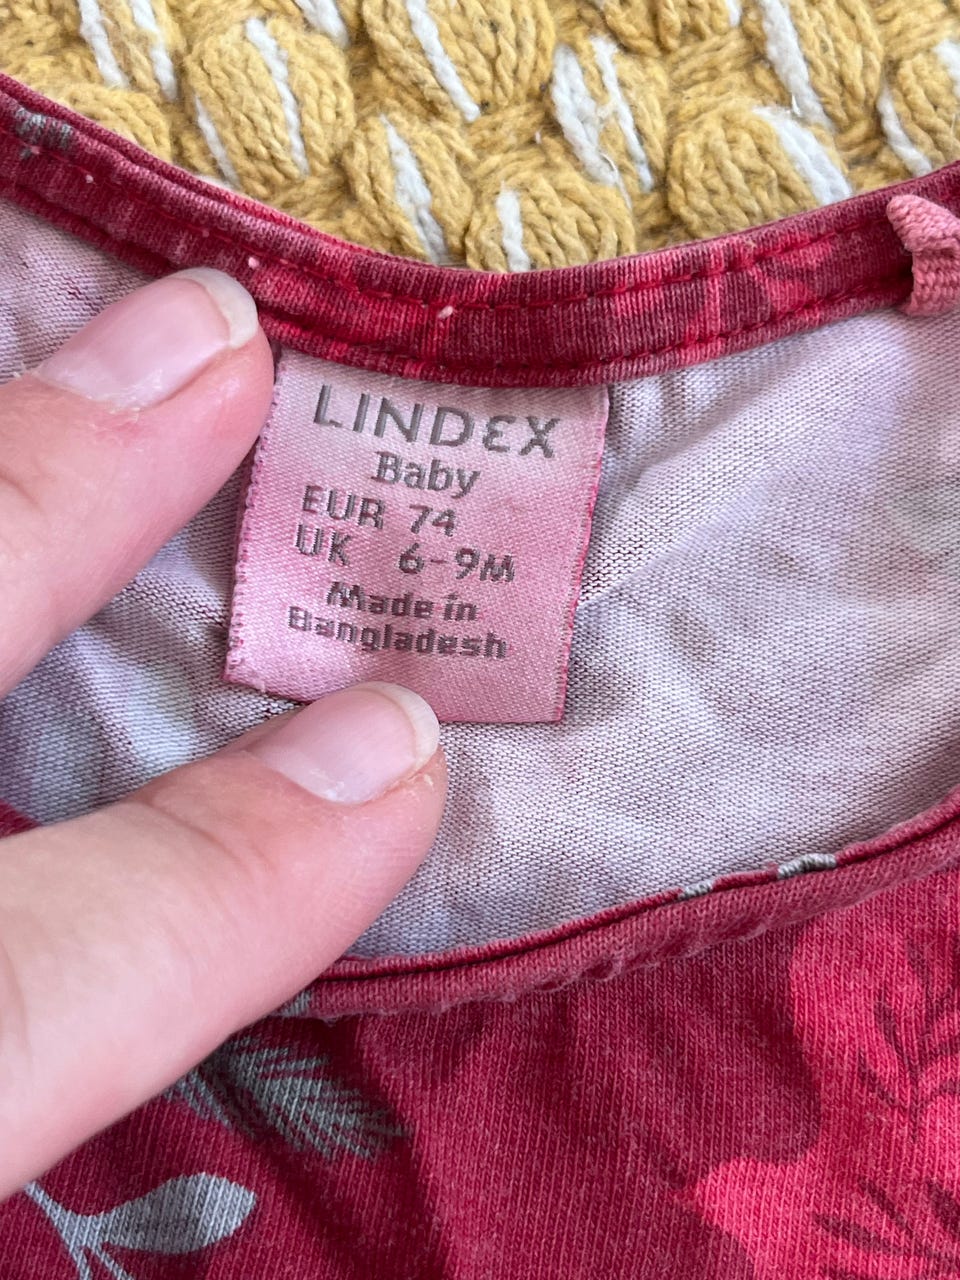 LINDEX
Baby
EUR 74
UK 6-9M
Made in
Bangladesh